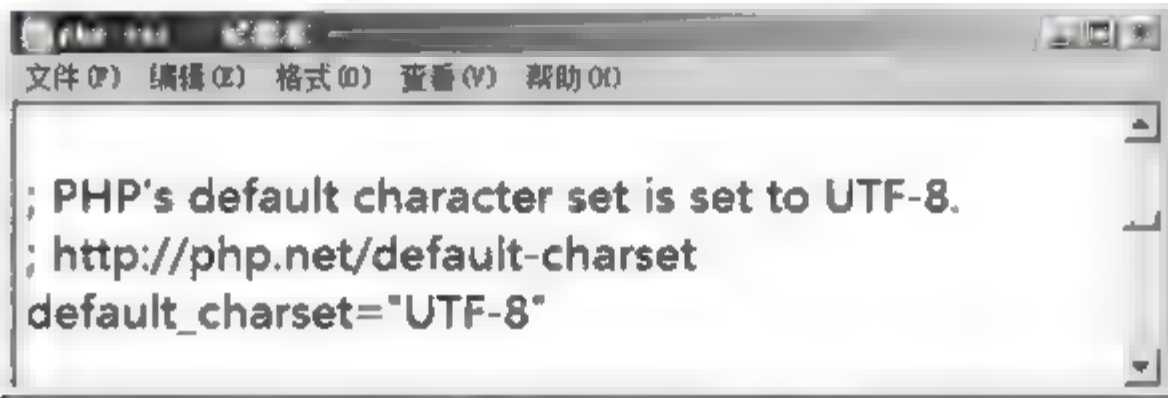 文件(F) 编辑(E) 格式(O) 查看(V) 帮助(H)
; PHP's default character set is set to UTF-8.
; http://php.net/default-charset
default_charset="UTF-8"